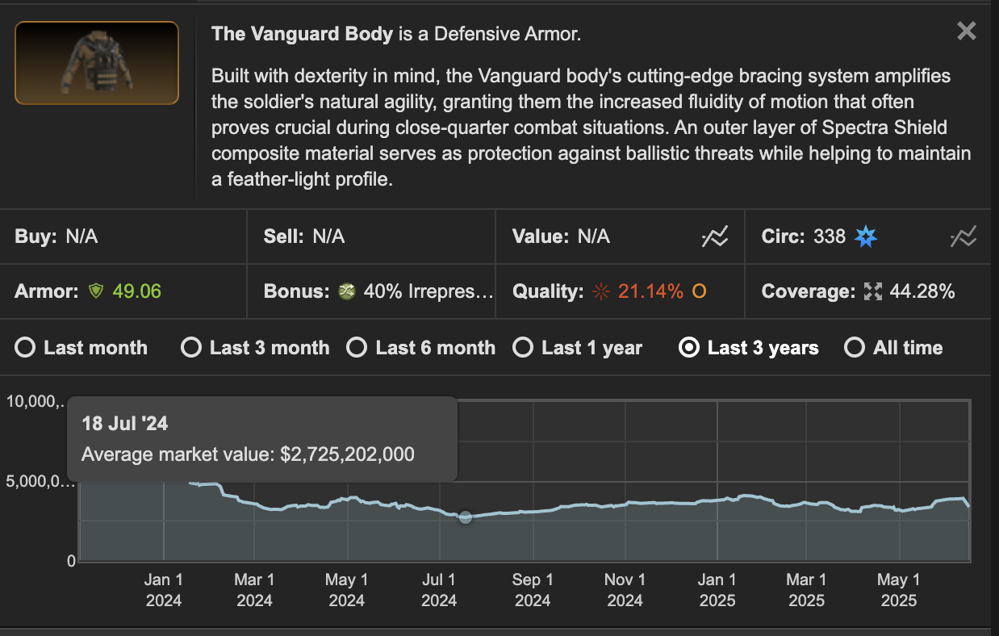 The Vanguard Body is a Defensive Armor.
Built with dexterity in mind, the Vanguard body's cutting-edge bracing system amplifies
the soldier's natural agility, granting them the increased fluidity of motion that often
proves crucial during close-quarter combat situations. An outer layer of Spectra Shield
composite material serves as protection against ballistic threats while helping to maintain
a feather-light profile.
Buy: N/A
Sell: N/A
Value: N/A
Circ: 338
Armor: 49.06
Bonus: 40% Irrepres...
Quality: 21.14%
Coverage: 44.28%
Last month
Last 3 month
Last 6 month
Last 1 year
Last 3 years
All time
10,000,..
18 Jul '24
Average market value: $2,725,202,000
5,000,0...
0
Jan 1
2024
Mar 1
2024
May 1
2024
Jul 1
2024
Sep 1
2024
Nov 1
2024
Jan 1
2025
Mar 1
2025
May 1
2025